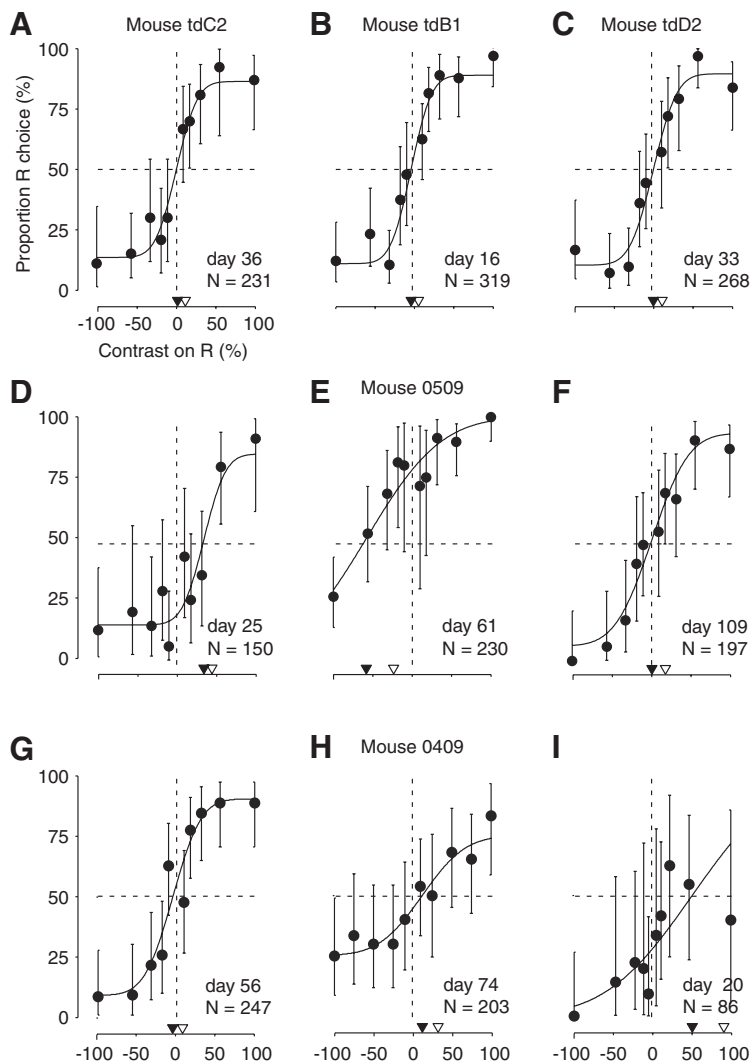 A Mouse tdC2 B Mouse tdB1 C Mouse tdD2
Proportion R choice (%)
100
75
50
25
0
day 36
N = 231
day 16
N = 319
day 33
N = 268
-100 -50 0 50 100
Contrast on R (%)
D E Mouse 0509 F
100
75
50
25
0
day 25
N = 150
day 61
N = 230
day 109
N = 197
G H Mouse 0409 I
100
75
50
25
0
day 56
N = 247
day 74
N = 203
day 20
N = 86
-100 -50 0 50 100 -100 -50 0 50 100 -100 -50 0 50 100